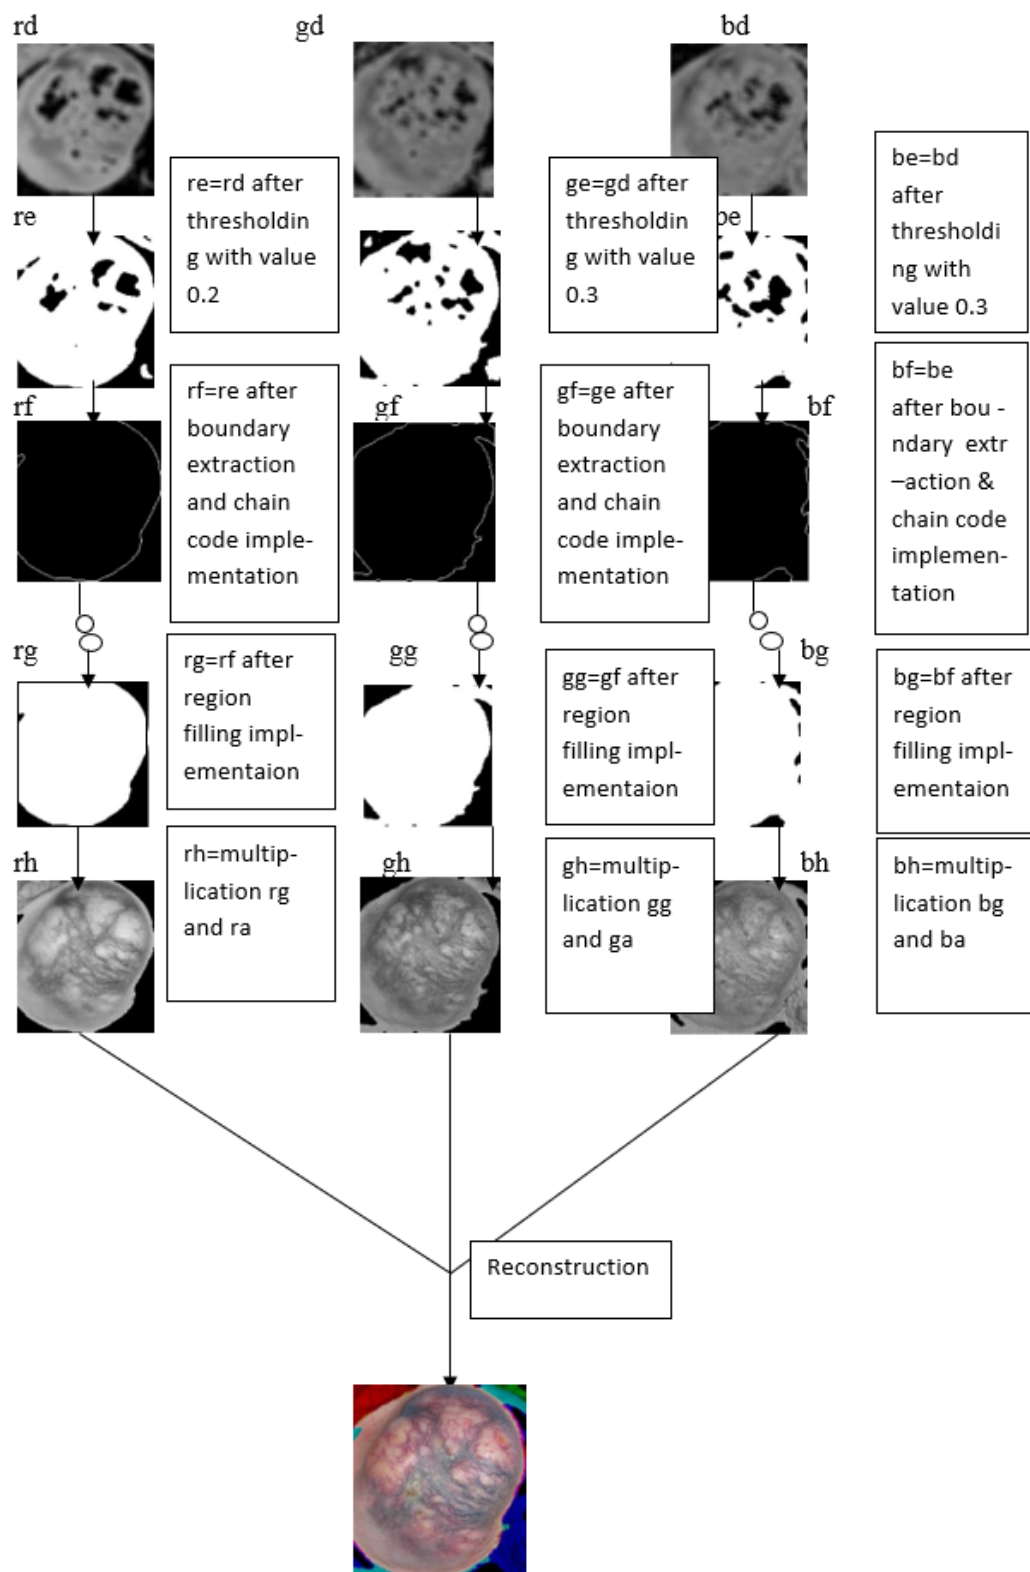 rd
gd
bd
re=rd after
thresholdin
g with value
0.2
ge=gd after
thresholdin
g with value
0.3
be=bd
after
thresholdi
ng with
value 0.3
re
be
rf=re after
boundary
extraction
and chain
code imple-
mentation
gf=ge after
boundary
extraction
and chain
code imple-
mentation
bf=be
after bou -
ndary extr
–action &
chain code
implemen-
tation
rf
gf
bf
rg
rg=rf after
region
filling impl-
ementaion
gg
gg=gf after
region
filling impl-
ementaion
bg
bg=bf after
region
filling impl-
ementaion
rh
rh=multip-
lication rg
and ra
gh
gh=multip-
lication gg
and ga
bh
bh=multip-
lication bg
and ba
Reconstruction